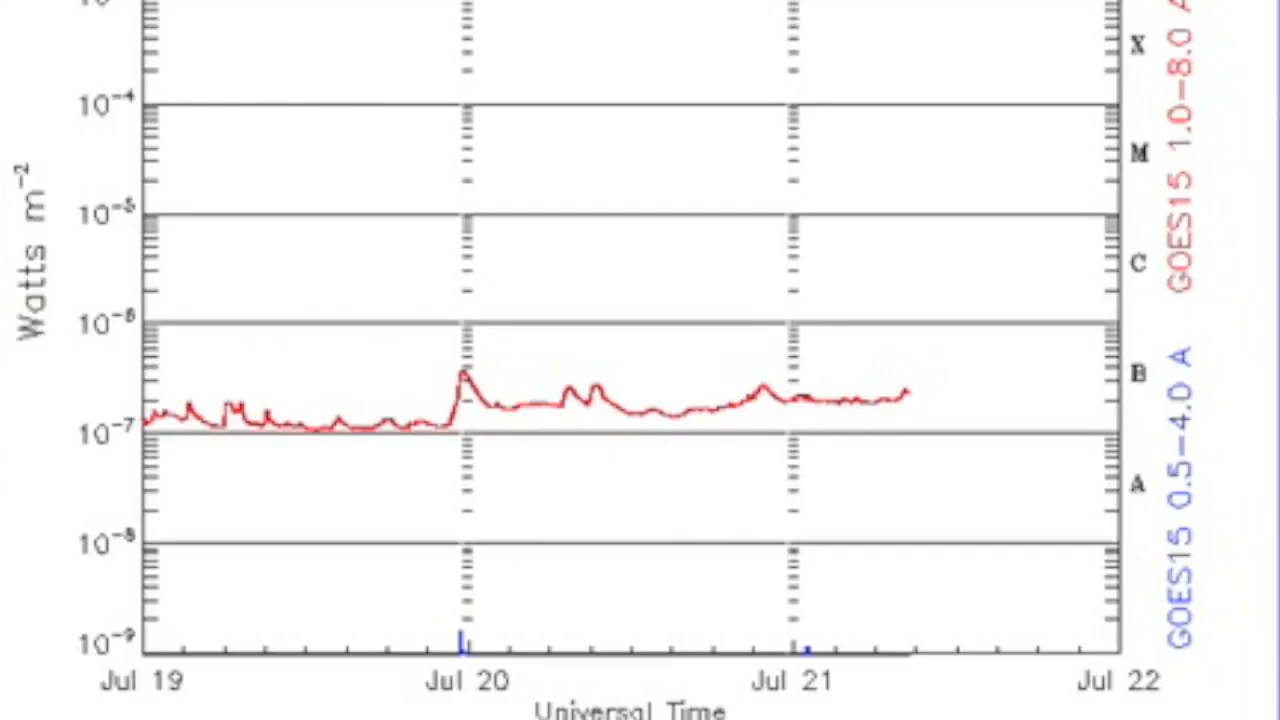 X
10⁻⁴
M
10⁻⁵
C
10⁻⁶
B
10⁻⁷
A
10⁻⁸
10⁻⁹
Jul 19 Jul 20 Jul 21 Jul 22
Universal Time
Watts m⁻²
GOES15 1.0-8.0 A
GOES15 0.5-4.0 A